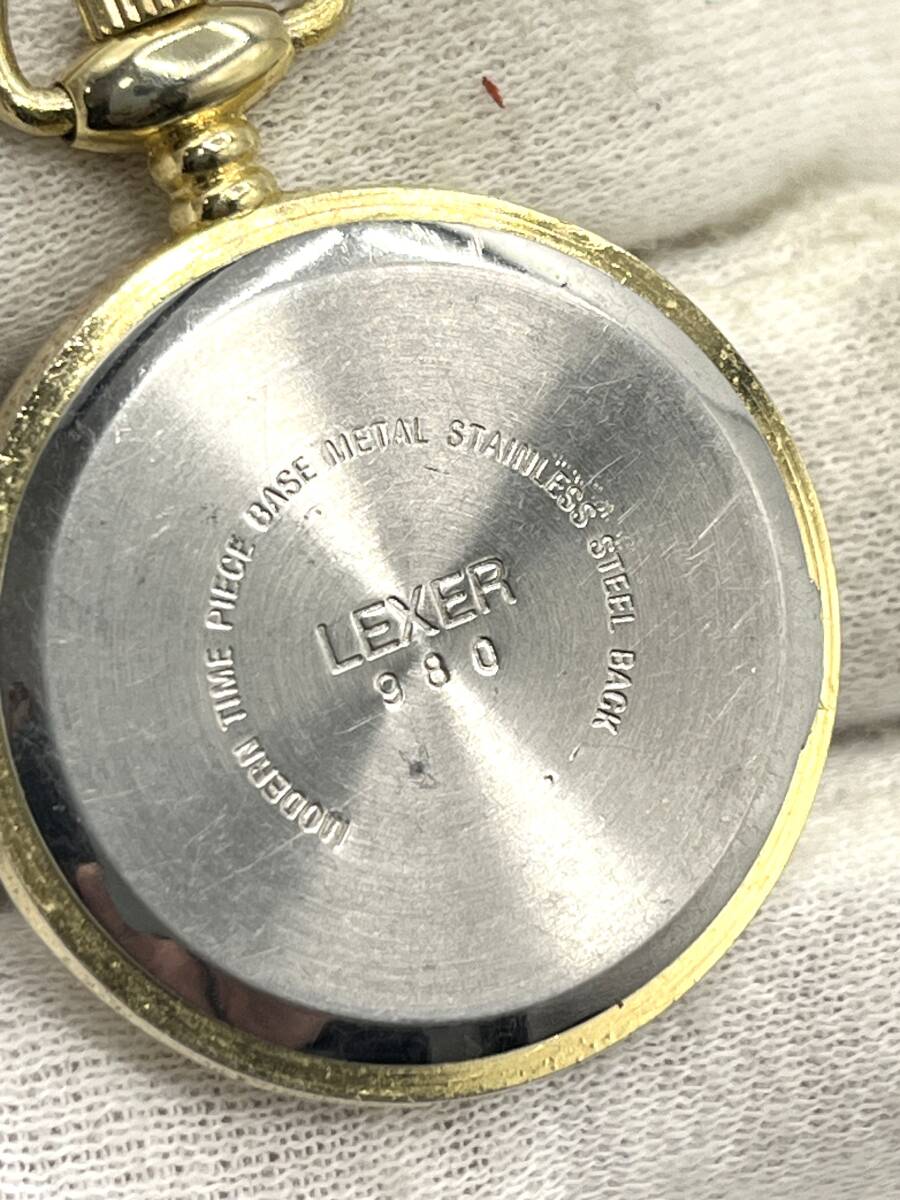 MODERN TIME PIECE BASE METAL STAINLESS STEEL BACK
LEXER
980